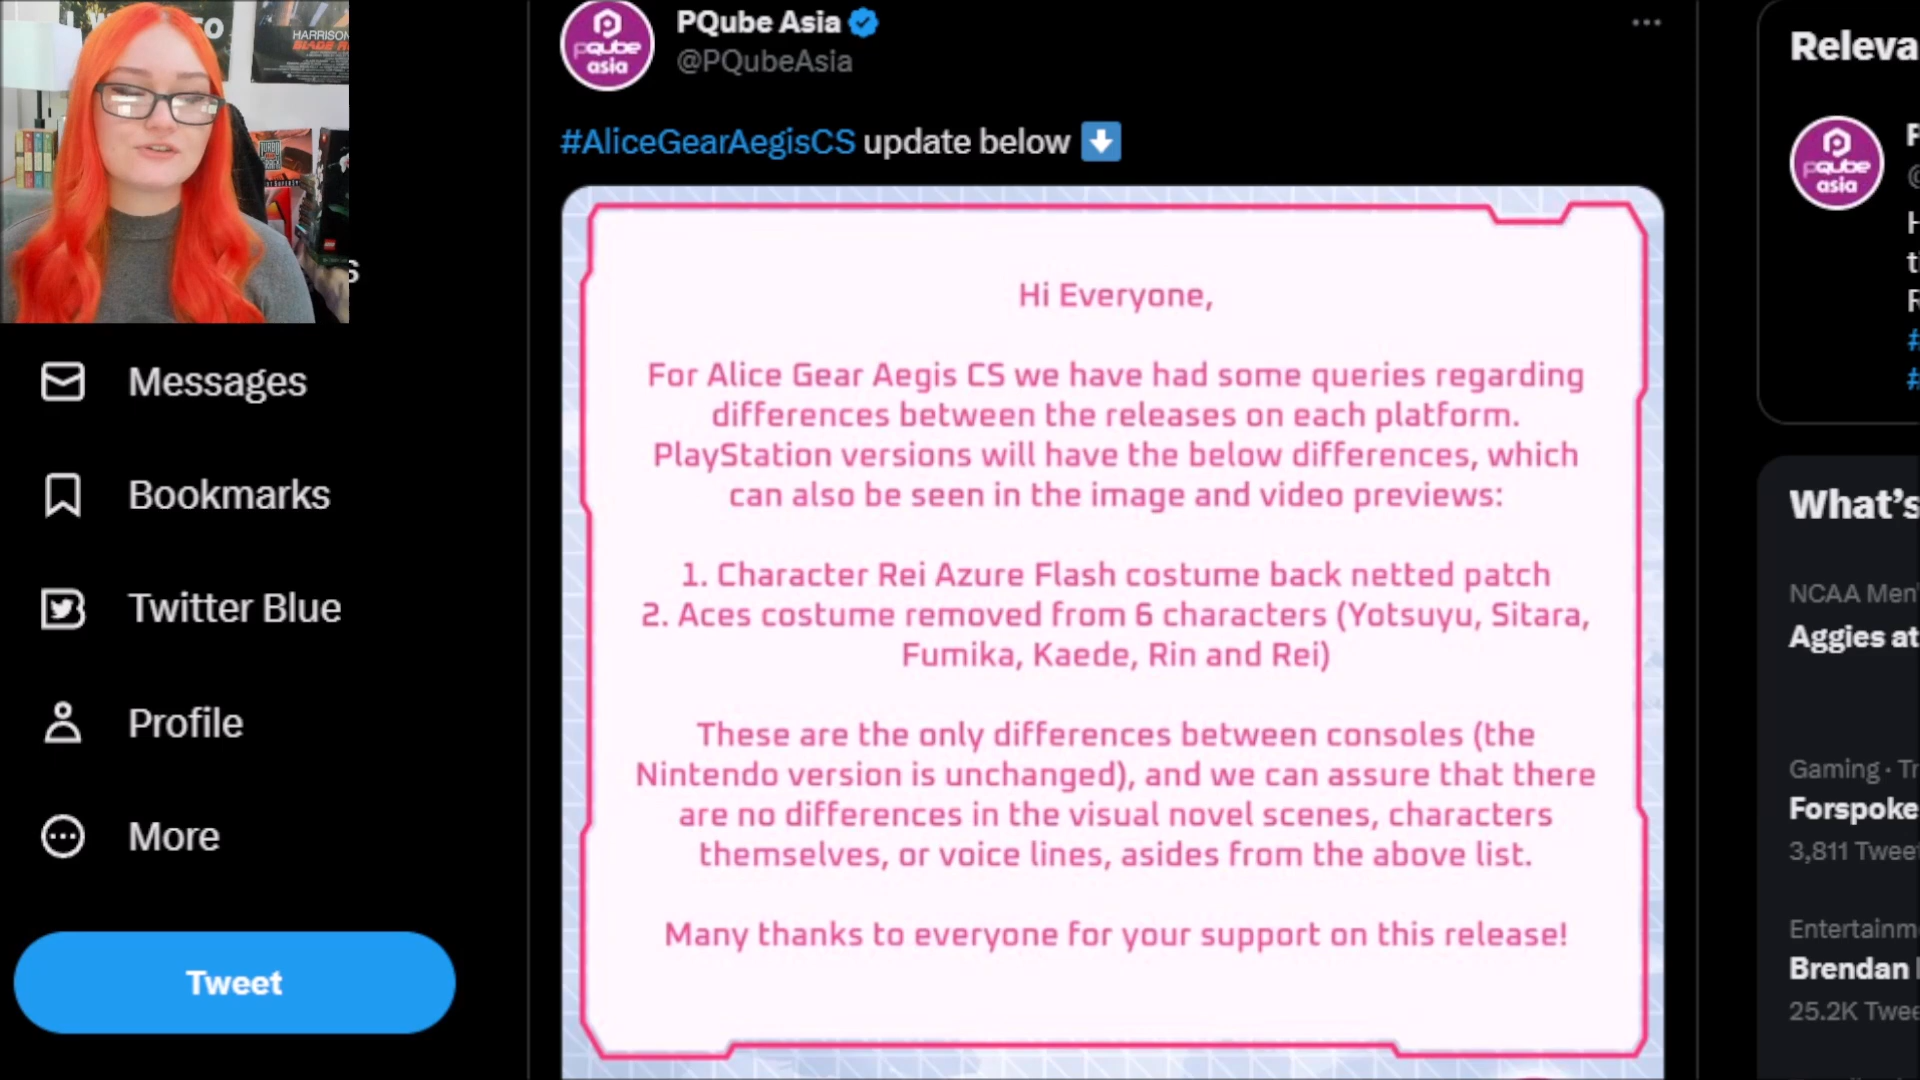 HARRISON
PQube Asia
@PQubeAsia
pqube
asia
#AliceGearAegisCS update below
Hi Everyone,
For Alice Gear Aegis CS we have had some queries regarding
differences between the releases on each platform.
PlayStation versions will have the below differences, which
can also be seen in the image and video previews:
1. Character Rei Azure Flash costume back netted patch
2. Aces costume removed from 6 characters (Yotsuyu, Sitara,
Fumika, Kaede, Rin and Rei)
These are the only differences between consoles (the
Nintendo version is unchanged), and we can assure that there
are no differences in the visual novel scenes, characters
themselves, or voice lines, asides from the above list.
Many thanks to everyone for your support on this release!
s
Messages
Bookmarks
Twitter Blue
Profile
More
Tweet
Releva
pqube
asia
What's
NCAA Men'
Aggies at
Gaming · Tr
Forspoke
3,811 Twee
Entertainm
Brendan
25.2K Twee